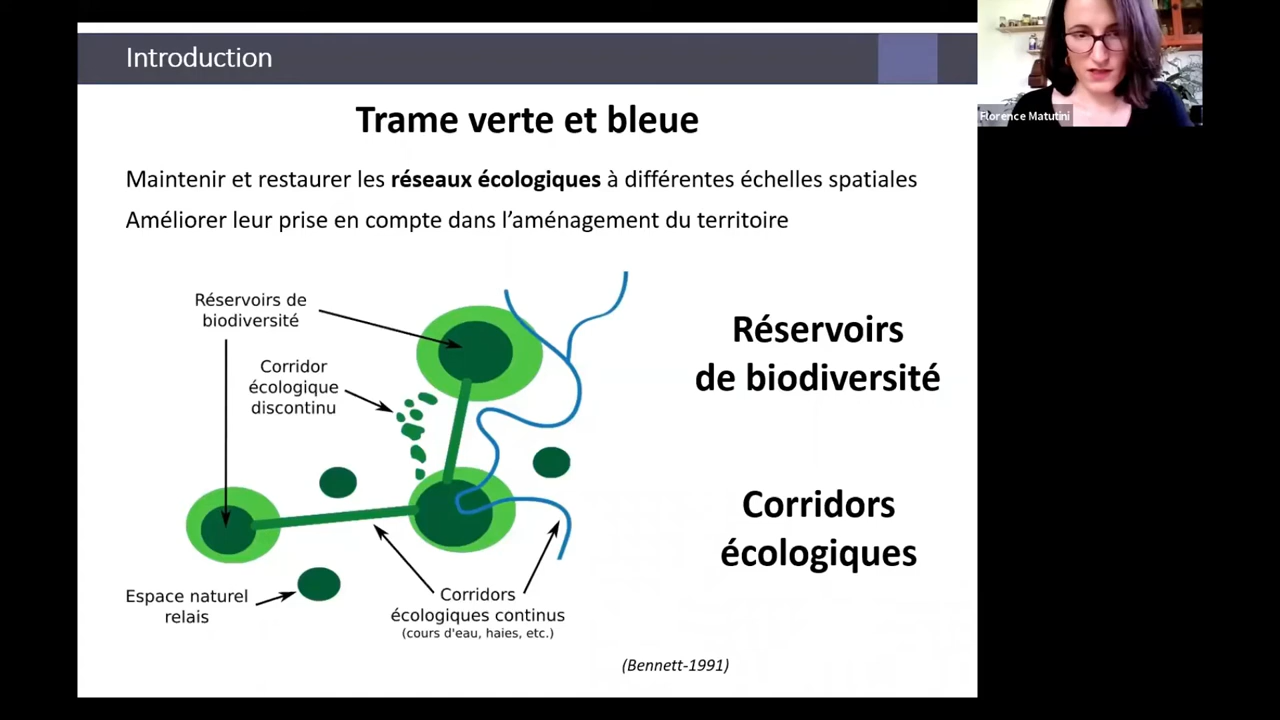 Introduction
Trame verte et bleue
Maintenir et restaurer les réseaux écologiques à différentes échelles spatiales
Améliorer leur prise en compte dans l’aménagement du territoire
Réservoirs de
biodiversité
Corridor
écologique
discontinu
Espace naturel
relais
Corridors
écologiques continus
(cours d'eau, haies, etc.)
Réservoirs
de biodiversité
Corridors
écologiques
(Bennett-1991)
Florence Matutini